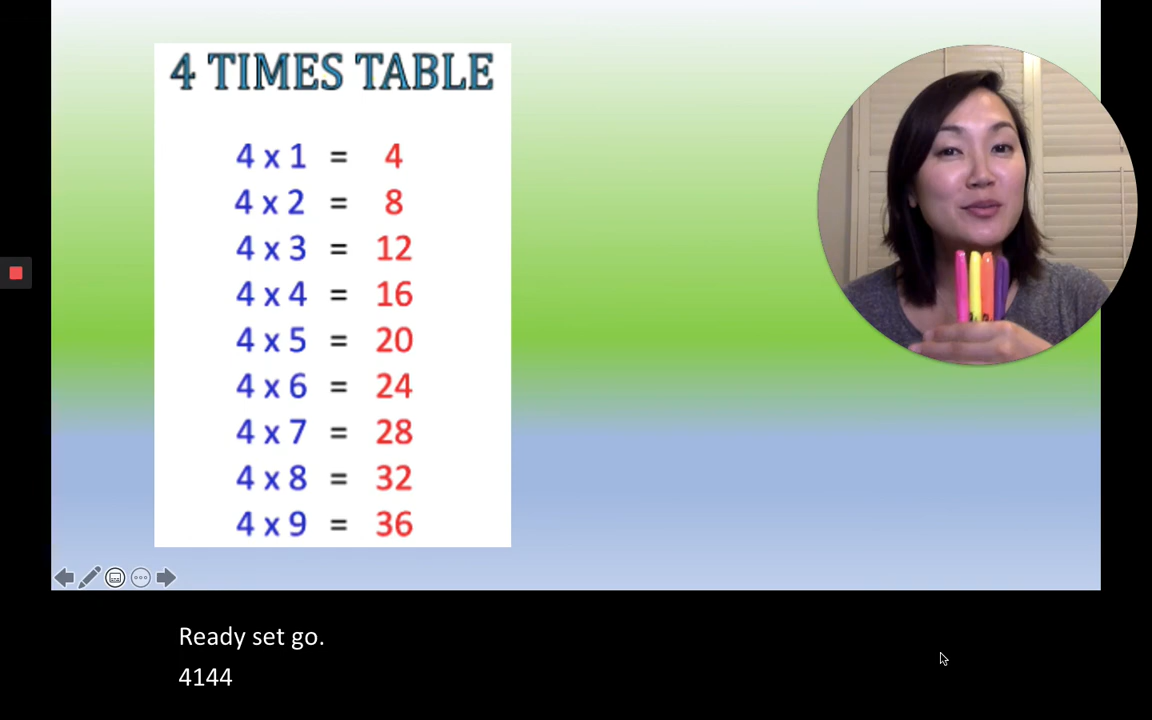 4 TIMES TABLE
4 x 1 = 4
4 x 2 = 8
4 x 3 = 12
4 x 4 = 16
4 x 5 = 20
4 x 6 = 24
4 x 7 = 28
4 x 8 = 32
4 x 9 = 36
Ready set go.
4144